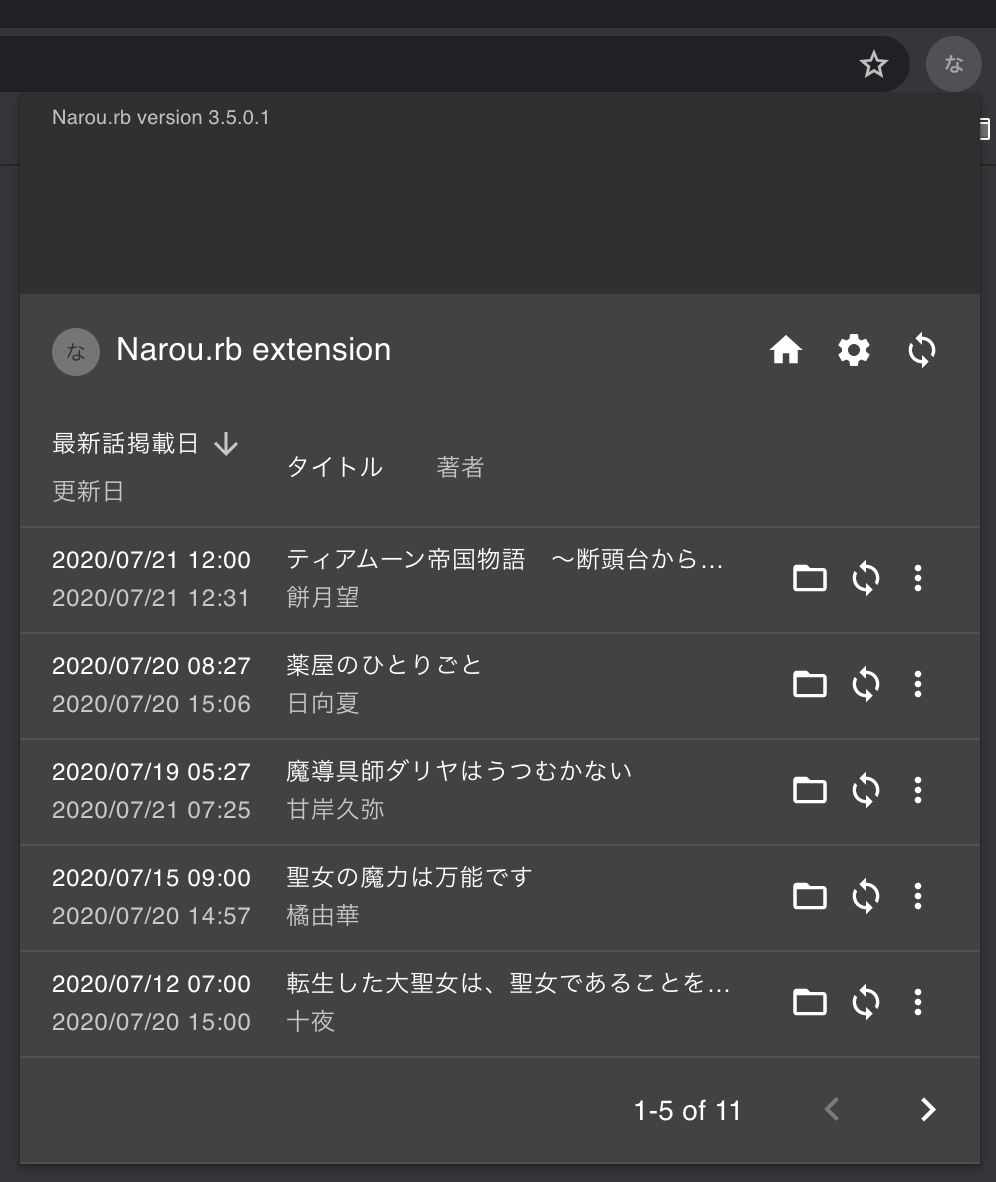 な
Narou.rb version 3.5.0.1
な Narou.rb extension
最新話掲載日
更新日
タイトル 著者
2020/07/21 12:00 ティアムーン帝国物語　～断頭台から…
2020/07/21 12:31 餅月望
2020/07/20 08:27 薬屋のひとりごと
2020/07/20 15:06 日向夏
2020/07/19 05:27 魔導具師ダリヤはうつむかない
2020/07/21 07:25 甘岸久弥
2020/07/15 09:00 聖女の魔力は万能です
2020/07/20 14:57 橘由華
2020/07/12 07:00 転生した大聖女は、聖女であることを…
2020/07/20 15:00 十夜
1-5 of 11